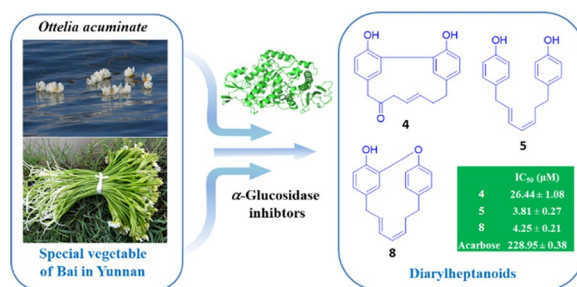 Ottelia acuminate
Special vegetable
of Bai in Yunnan
α-Glucosidase
inhibtors
OH
OH
O
4
OH
OH
5
OH
O
8
IC50 (μM)
4 26.44 ± 1.08
5 3.81 ± 0.27
8 4.25 ± 0.21
Acarbose 228.95 ± 0.38
Diarylheptanoids